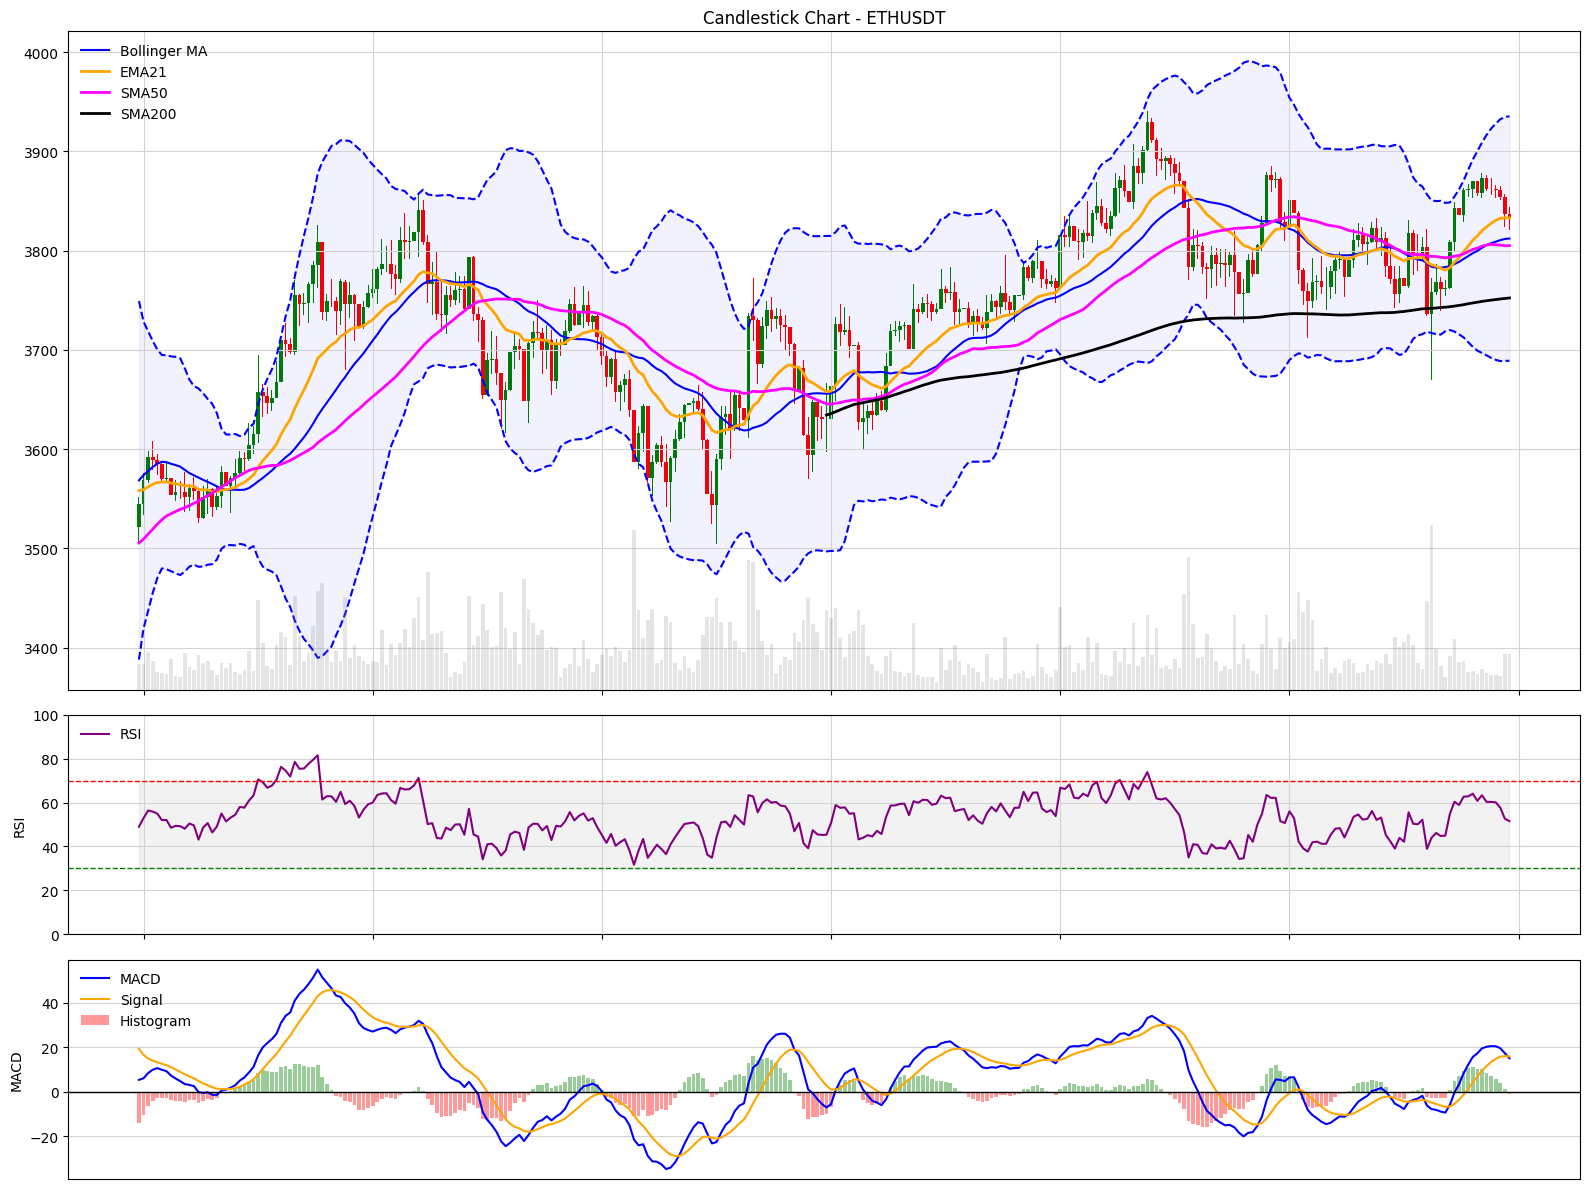 Candlestick Chart - ETHUSDT
4000
3900
3800
3700
3600
3500
3400
Bollinger MA
EMA21
SMA50
SMA200
100
80
60
40
20
0
RSI
RSI
40
20
0
−20
MACD
MACD
Signal
Histogram